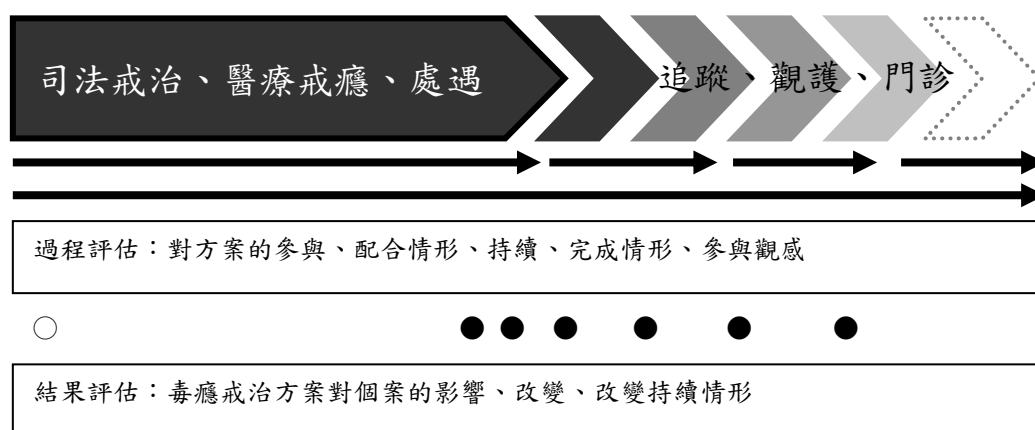 司法戒治、醫療戒癮、處遇
追蹤、觀護、門診
過程評估：對方案的參與、配合情形、持續、完成情形、參與觀感
結果評估：毒癮戒治方案對個案的影響、改變、改變持續情形